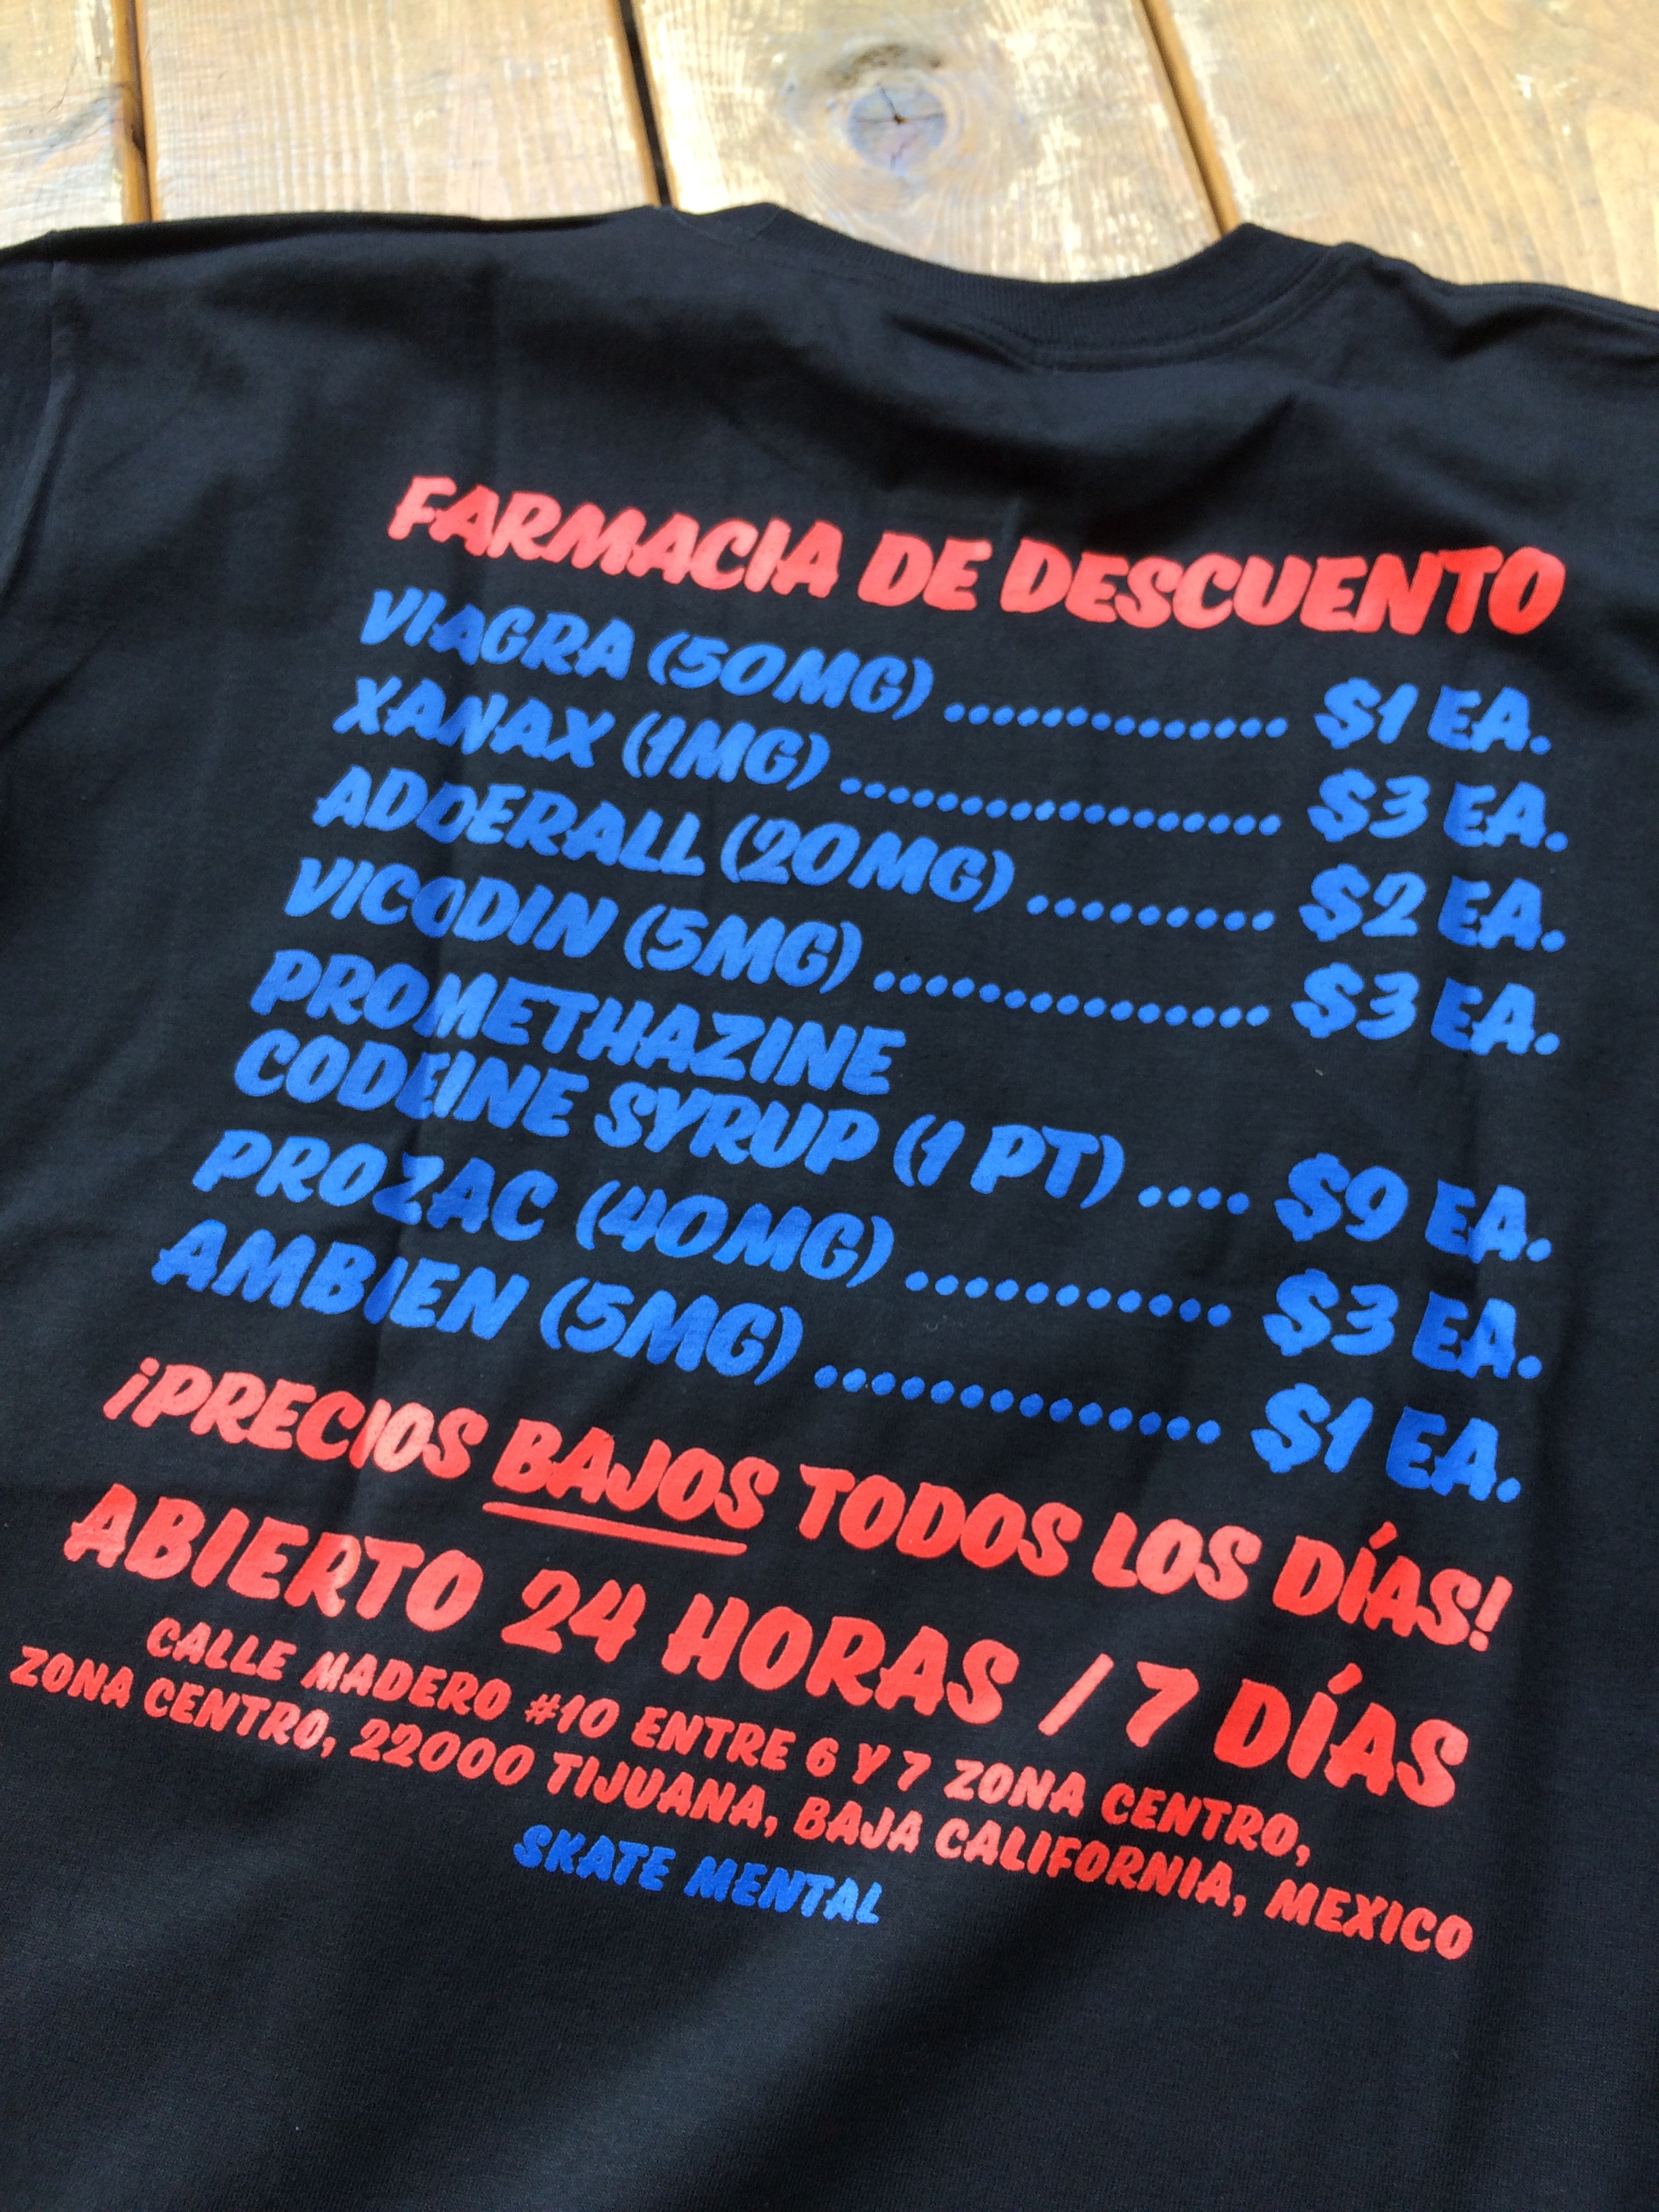 FARMACIA DE DESCUENTO
VIAGRA (50MG) .............. $1 EA.
XANAX (1MG) .................. $3 EA.
ADDERALL (20MG) .......... $2 EA.
VICODIN (5MG) ................ $3 EA.
PROMETHAZINE
CODEINE SYRUP (1 PT) .... $9 EA.
PROZAC (40MG) ............. $3 EA.
AMBIEN (5MG) ................ $1 EA.
¡PRECIOS BAJOS TODOS LOS DÍAS!
ABIERTO 24 HORAS / 7 DÍAS
CALLE MADERO #10 ENTRE 6 Y 7 ZONA CENTRO,
ZONA CENTRO, 22000 TIJUANA, BAJA CALIFORNIA, MEXICO
SKATE MENTAL